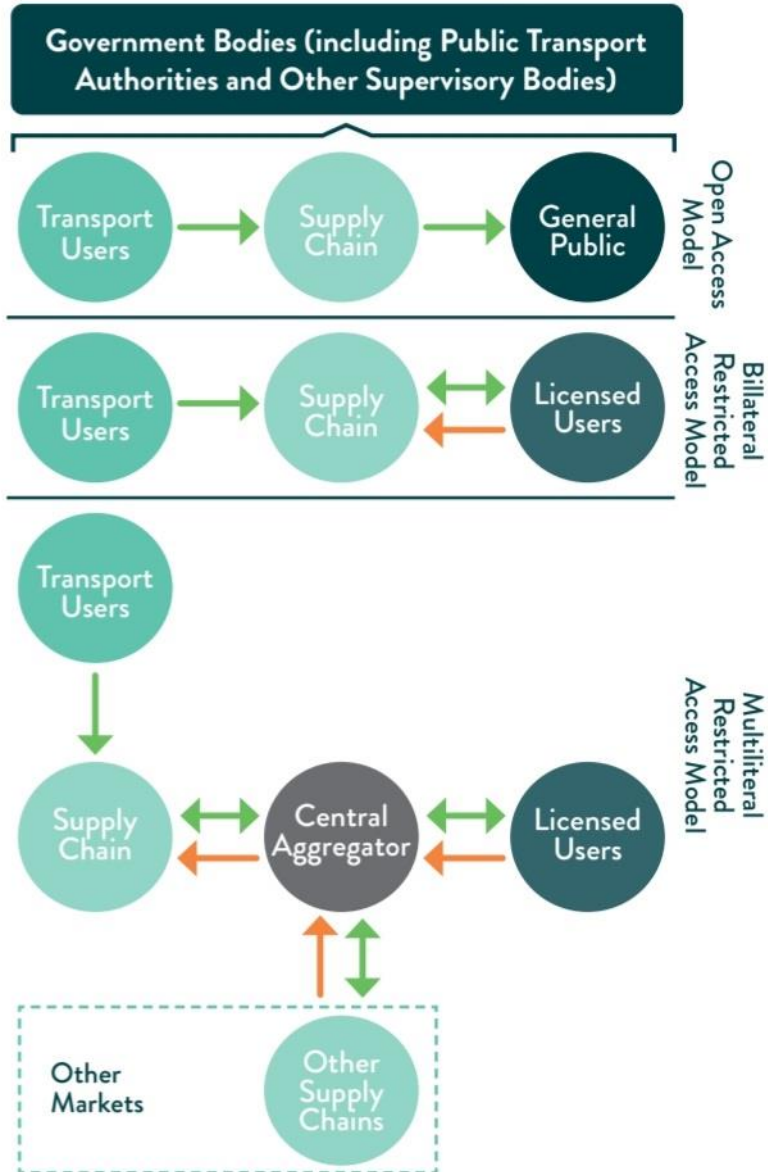 Government Bodies (including Public Transport
Authorities and Other Supervisory Bodies)
Transport
Users
Supply
Chain
General
Public
Open Access
Model
Transport
Users
Supply
Chain
Licensed
Users
Bilateral
Restricted
Access Model
Transport
Users
Supply
Chain
Central
Aggregator
Licensed
Users
Multiliteral
Restricted
Access Model
Other
Markets
Other
Supply
Chains